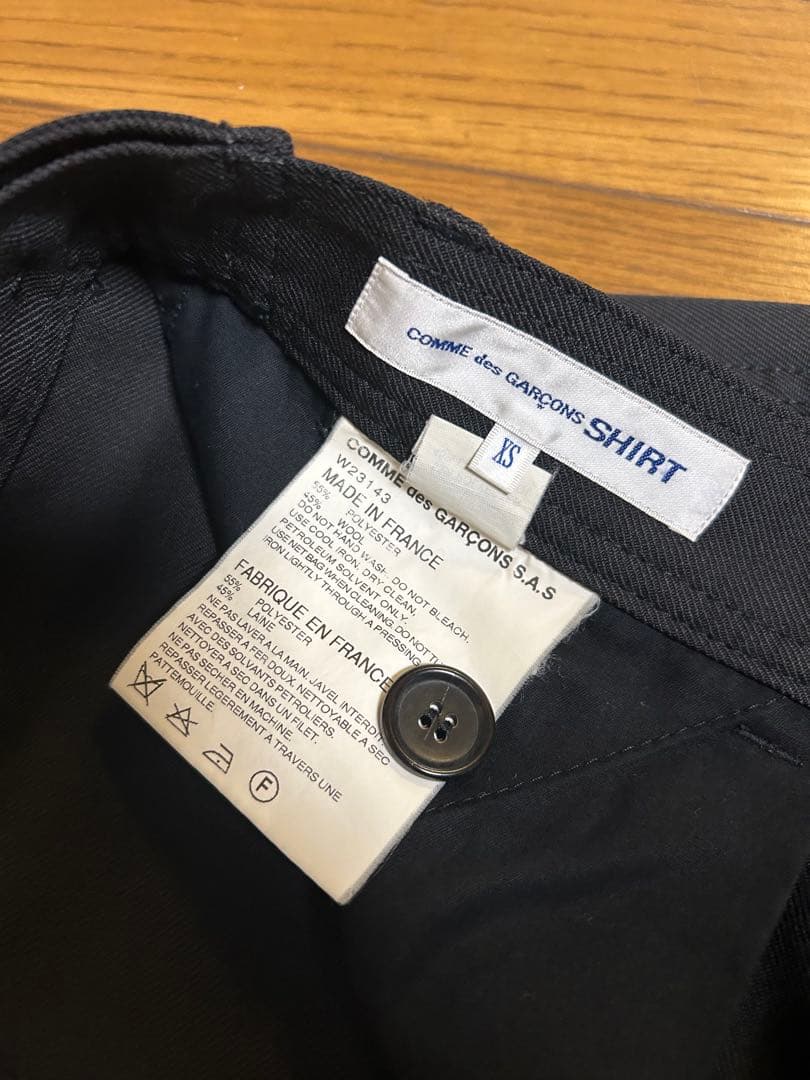 COMME des GARÇONS SHIRT
XS
COMME des GARÇONS S.A.S
W23143
MADE IN FRANCE
55% POLYESTER
45% WOOL
DO NOT HAND WASH. DO NOT BLEACH.
USE COOL IRON. DRY CLEAN.
PETROLEUM SOLVENT ONLY.
USE NET BAG WHEN CLEANING. DO NOT
IRON LIGHTLY THROUGH A PRESSING
FABRIQUE EN FRANCE
55% POLYESTER
45% LAINE
NE PAS LAVER A LA MAIN. JAVEL INTERDIT.
REPASSER A FER DOUX. NETTOYABLE A SEC
AVEC DES SOLVANTS PETROLIERS.
NETTOYER A SEC DANS UN FILET.
NE PAS SECHER EN MACHINE.
REPASSER LEGEREMENT A TRAVERS UNE
PATTEMOUILLE.
F